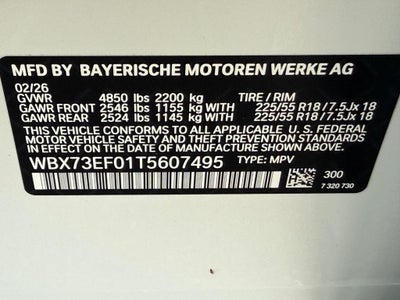 MFD BY BAYERISCHE MOTOREN WERKE AG
02/26
GVWR 4850 lbs 2200 kg TIRE / RIM
GAWR FRONT 2546 lbs 1155 kg WITH 225/55 R18 / 7.5Jx 18
GAWR REAR 2524 lbs 1145 kg WITH 225/55 R18 / 7.5Jx 18
THIS VEHICLE CONFORMS TO ALL APPLICABLE U.S. FEDERAL
MOTOR VEHICLE SAFETY AND THEFT PREVENTION STANDARDS
IN EFFECT ON THE DATE OF MANUFACTURE SHOWN ABOVE.
WBX73EF01T5607495 TYPE: MPV
300
7 320 730